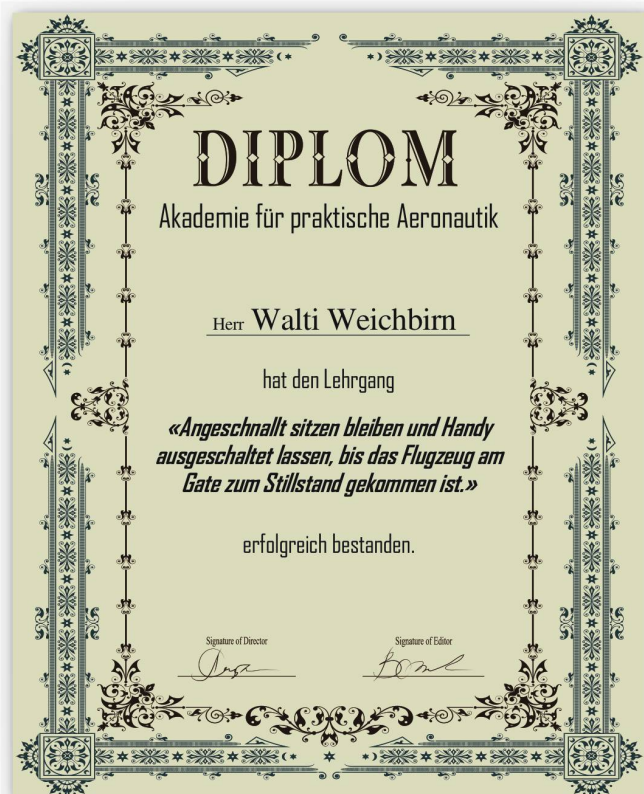 DIPLOM
Akademie für praktische Aeronautik
Herr Walti Weichbirn
hat den Lehrgang
«Angeschnallt sitzen bleiben und Handy
ausgeschaltet lassen, bis das Flugzeug am
Gate zum Stillstand gekommen ist.»
erfolgreich bestanden.
Signature of Director Signature of Editor